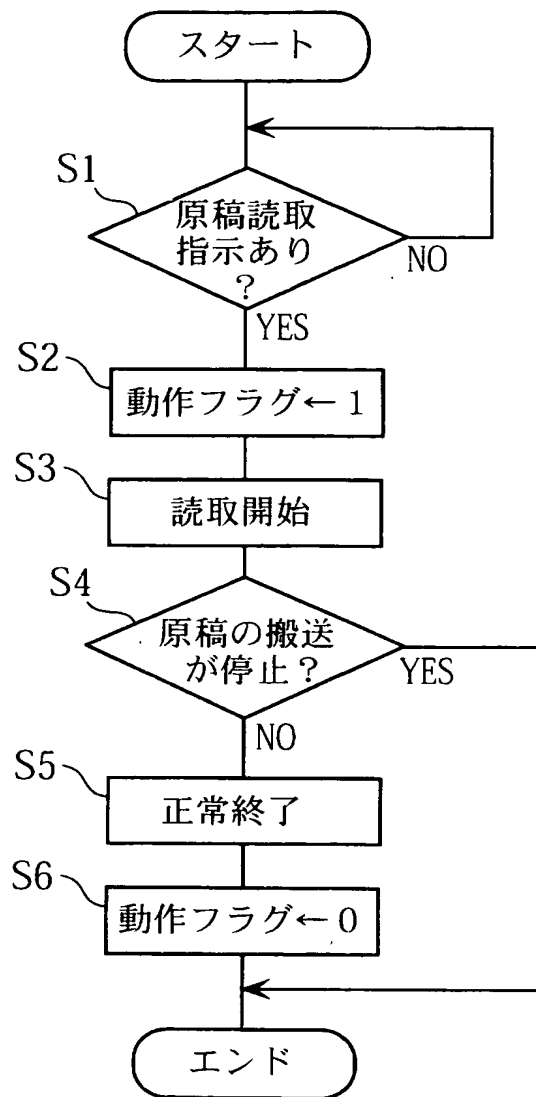 スタート
S1
原稿読取
指示あり
?
NO
YES
S2
動作フラグ←1
S3
読取開始
S4
原稿の搬送
が停止?
YES
NO
S5
正常終了
S6
動作フラグ←0
エンド